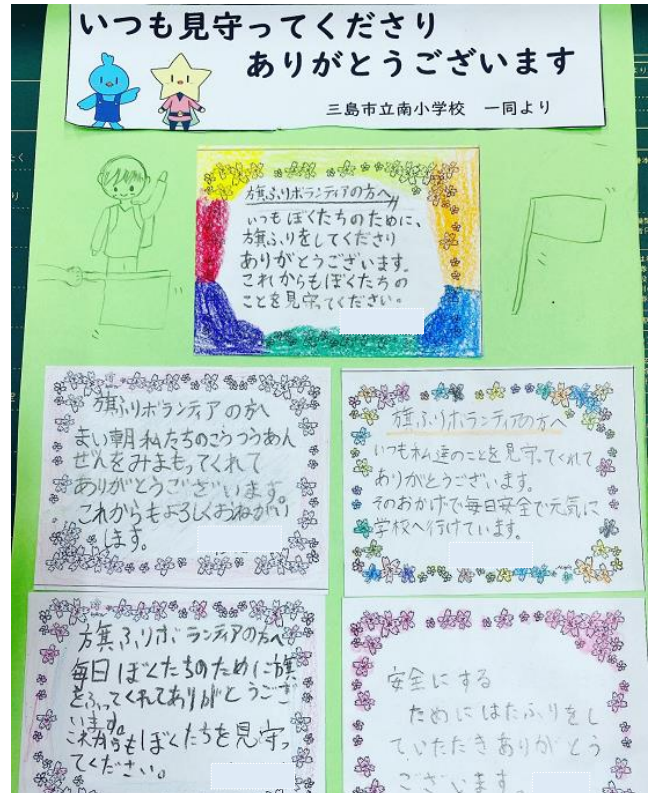 いつも見守ってくださり
ありがとうございます
三島市立南小学校 一同より
旗ふりボランティアの方へ
いつもぼくたちのために、
旗ふりをしてくださり
ありがとうございます。
これからもぼくたちの
ことを見守ってください。
旗ふりボランティアの方へ
まい朝私たちのこうつうあん
ぜんをみまもってくれて
ありがとうございます。
これからもよろしくおねがい
します。
旗ふりボランティアの方へ
いつも私達のことを見守ってくれて
ありがとうございます。
そのおかげで毎日安全で元気に
学校へ行けています。
旗ふりボランティアの方へ
毎日ぼくたちのために旗
をふってくれてありがとうござ
います。
これからもぼくたちを見守っ
てください。
安全にする
ためにはたふりをし
ていただきありがとう
ございます。